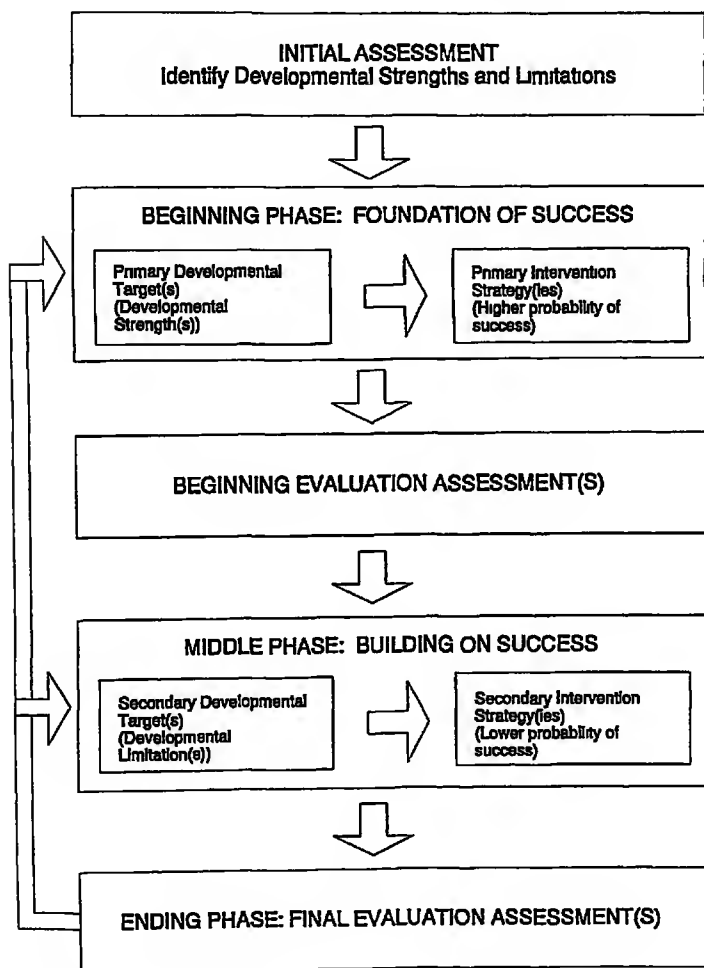 INITIAL ASSESSMENT
Identify Developmental Strengths and Limitations
BEGINNING PHASE: FOUNDATION OF SUCCESS
Primary Developmental
Target(s)
(Developmental
Strength(s))
Primary Intervention
Strategy(ies)
(Higher probability of
success)
BEGINNING EVALUATION ASSESSMENT(S)
MIDDLE PHASE: BUILDING ON SUCCESS
Secondary Developmental
Target(s)
(Developmental
Limitation(s))
Secondary Intervention
Strategy(ies)
(Lower probability of
success)
ENDING PHASE: FINAL EVALUATION ASSESSMENT(S)